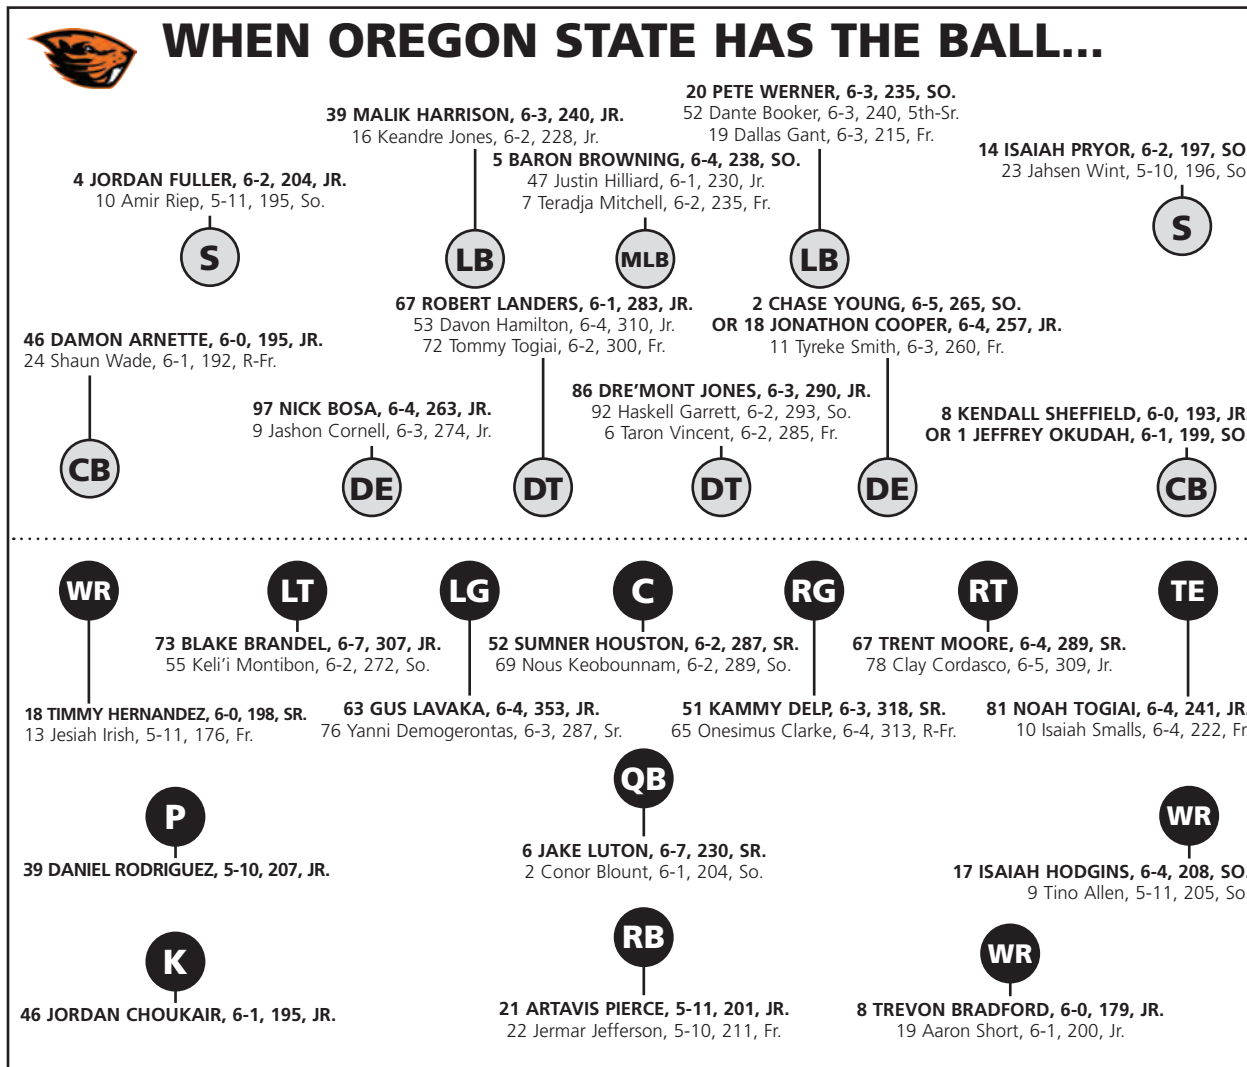 WHEN OREGON STATE HAS THE BALL...
20 PETE WERNER, 6-3, 235, SO.
52 Dante Booker, 6-3, 240, 5th-Sr.
19 Dallas Gant, 6-3, 215, Fr.
39 MALIK HARRISON, 6-3, 240, JR.
16 Keandre Jones, 6-2, 228, Jr.
5 BARON BROWNING, 6-4, 238, SO.
47 Justin Hilliard, 6-1, 230, Jr.
7 Teradja Mitchell, 6-2, 235, Fr.
14 ISAIAH PRYOR, 6-2, 197, SO
23 Jahsen Wint, 5-10, 196, So
4 JORDAN FULLER, 6-2, 204, JR.
10 Amir Riep, 5-11, 195, So.
S
LB
MLB
LB
S
67 ROBERT LANDERS, 6-1, 283, JR.
53 Davon Hamilton, 6-4, 310, Jr.
72 Tommy Togiai, 6-2, 300, Fr.
2 CHASE YOUNG, 6-5, 265, SO.
OR 18 JONATHON COOPER, 6-4, 257, JR.
11 Tyreke Smith, 6-3, 260, Fr.
46 DAMON ARNETTE, 6-0, 195, JR.
24 Shaun Wade, 6-1, 192, R-Fr.
97 NICK BOSA, 6-4, 263, JR.
9 Jashon Cornell, 6-3, 274, Jr.
86 DRE’MONT JONES, 6-3, 290, JR.
92 Haskell Garrett, 6-2, 293, So.
6 Taron Vincent, 6-2, 285, Fr.
8 KENDALL SHEFFIELD, 6-0, 193, JR.
OR 1 JEFFREY OKUDAH, 6-1, 199, SO.
CB
DE
DT
DT
DE
CB
WR
LT
LG
C
RG
RT
TE
73 BLAKE BRANDEL, 6-7, 307, JR.
55 Keli’i Montibon, 6-2, 272, So.
52 SUMNER HOUSTON, 6-2, 287, SR.
69 Nous Keobounnam, 6-2, 289, So.
67 TRENT MOORE, 6-4, 289, SR.
78 Clay Cordasco, 6-5, 309, Jr.
18 TIMMY HERNANDEZ, 6-0, 198, SR.
13 Jesiah Irish, 5-11, 176, Fr.
63 GUS LAVAKA, 6-4, 353, JR.
76 Yanni Demogerontas, 6-3, 287, Sr.
51 KAMMY DELP, 6-3, 318, SR.
65 Onesimus Clarke, 6-4, 313, R-Fr.
81 NOAH TOGIAI, 6-4, 241, JR.
10 Isaiah Smalls, 6-4, 222, Fr
QB
P
WR
6 JAKE LUTON, 6-7, 230, SR.
2 Conor Blount, 6-1, 204, So.
39 DANIEL RODRIGUEZ, 5-10, 207, JR.
17 ISAIAH HODGINS, 6-4, 208, SO.
9 Tino Allen, 5-11, 205, So
K
RB
WR
46 JORDAN CHOUKAIR, 6-1, 195, JR.
21 ARTAVIS PIERCE, 5-11, 201, JR.
22 Jermar Jefferson, 5-10, 211, Fr.
8 TREVON BRADFORD, 6-0, 179, JR.
19 Aaron Short, 6-1, 200, Jr.